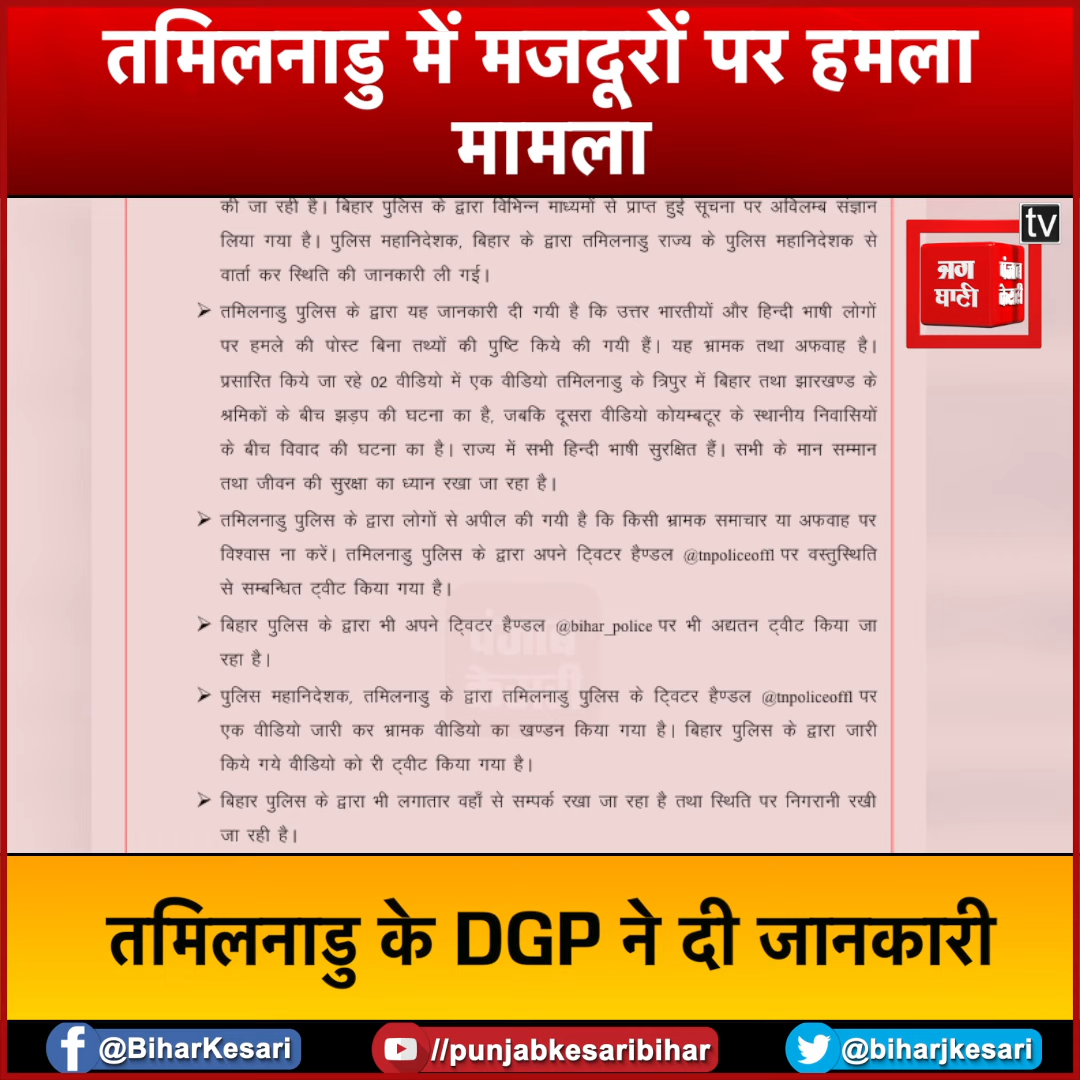 तमिलनाडु में मजदूरों पर हमला
मामला
की जा रही है। बिहार पुलिस के द्वारा विभिन्न माध्यमों से प्राप्त हुई सूचना पर अविलम्ब संज्ञान
लिया गया है। पुलिस महानिदेशक, बिहार के द्वारा तमिलनाडु राज्य के पुलिस महानिदेशक से
वार्ता कर स्थिति की जानकारी ली गई।
➢ तमिलनाडु पुलिस के द्वारा यह जानकारी दी गयी है कि उत्तर भारतीयों और हिन्दी भाषी लोगों
पर हमले की पोस्ट बिना तथ्यों की पुष्टि किये की गयी हैं। यह भ्रामक तथा अफवाह है।
प्रसारित किये जा रहे 02 वीडियो में एक वीडियो तमिलनाडु के त्रिपुर में बिहार तथा झारखण्ड के
श्रमिकों के बीच झड़प की घटना का है, जबकि दूसरा वीडियो कोयम्बटूर के स्थानीय निवासियों
के बीच विवाद की घटना का है। राज्य में सभी हिन्दी भाषी सुरक्षित हैं। सभी के मान सम्मान
तथा जीवन की सुरक्षा का ध्यान रखा जा रहा है।
➢ तमिलनाडु पुलिस के द्वारा लोगों से अपील की गयी है कि किसी भ्रामक समाचार या अफवाह पर
विश्वास ना करें। तमिलनाडु पुलिस के द्वारा अपने ट्विटर हैण्डल @tnpoliceoffl पर वस्तुस्थिति
से सम्बन्धित ट्वीट किया गया है।
➢ बिहार पुलिस के द्वारा भी अपने ट्विटर हैण्डल @bihar_police पर भी अद्यतन ट्वीट किया जा
रहा है।
➢ पुलिस महानिदेशक, तमिलनाडु के द्वारा तमिलनाडु पुलिस के ट्विटर हैण्डल @tnpoliceoffl पर
एक वीडियो जारी कर भ्रामक वीडियो का खण्डन किया गया है। बिहार पुलिस के द्वारा जारी
किये गये वीडियो को री ट्वीट किया गया है।
➢ बिहार पुलिस के द्वारा भी लगातार वहाँ से सम्पर्क रखा जा रहा है तथा स्थिति पर निगरानी रखी
जा रही है।
tv
पंजाब
केसरी
पंजाब
केसरी
तमिलनाडु के DGP ने दी जानकारी
@BiharKesari
//punjabkesaribihar
@biharjkesari